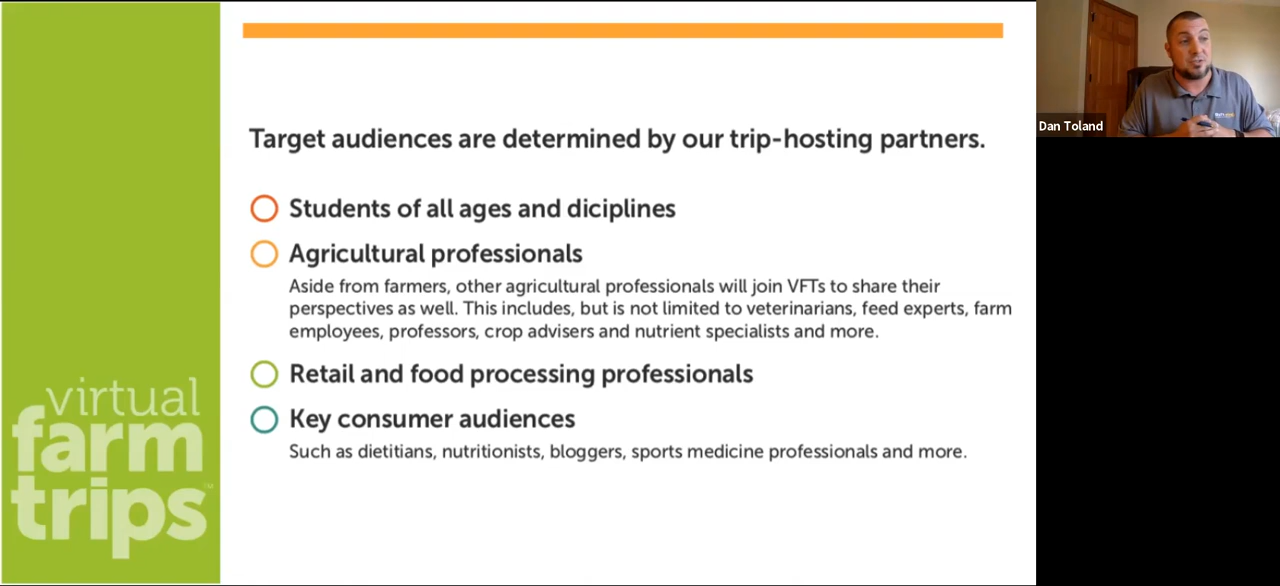 Target audiences are determined by our trip-hosting partners.
Students of all ages and diciplines
Agricultural professionals
Aside from farmers, other agricultural professionals will join VFTs to share their
perspectives as well. This includes, but is not limited to veterinarians, feed experts, farm
employees, professors, crop advisers and nutrient specialists and more.
Retail and food processing professionals
Key consumer audiences
Such as dietitians, nutritionists, bloggers, sports medicine professionals and more.
virtual
farm
trips™
Dan Toland